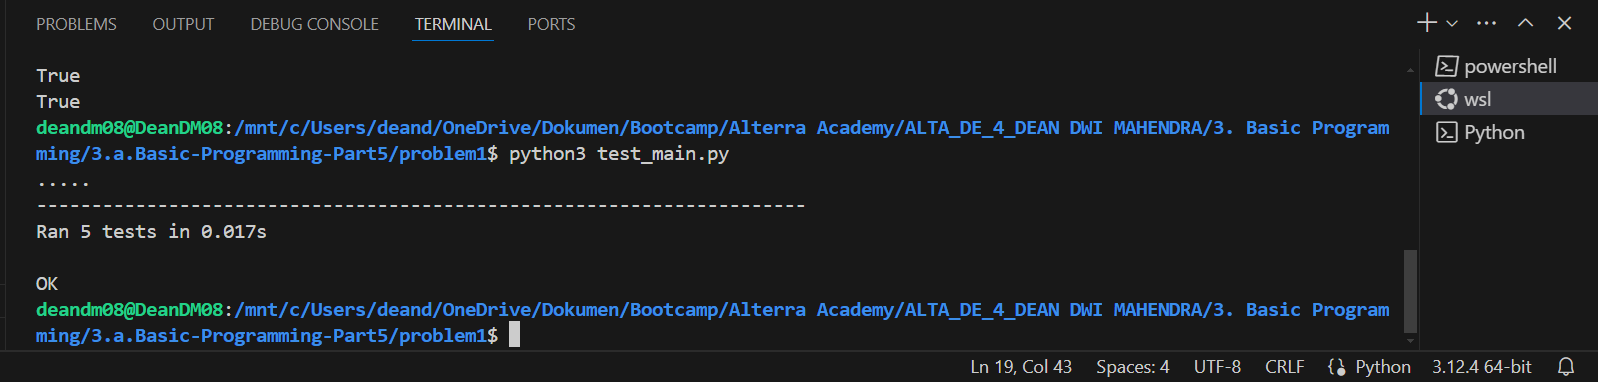 PROBLEMS OUTPUT DEBUG CONSOLE TERMINAL PORTS
True
True
deandm08@DeanDM08:/mnt/c/Users/deand/OneDrive/Dokumen/Bootcamp/Alterra Academy/ALTA_DE_4_DEAN DWI MAHENDRA/3. Basic Program
ming/3.a.Basic-Programming-Part5/problem1$ python3 test_main.py
.....
----------------------------------------------------------------------
Ran 5 tests in 0.017s
OK
deandm08@DeanDM08:/mnt/c/Users/deand/OneDrive/Dokumen/Bootcamp/Alterra Academy/ALTA_DE_4_DEAN DWI MAHENDRA/3. Basic Program
ming/3.a.Basic-Programming-Part5/problem1$
powershell
wsl
Python
Ln 19, Col 43 Spaces: 4 UTF-8 CRLF Python 3.12.4 64-bit